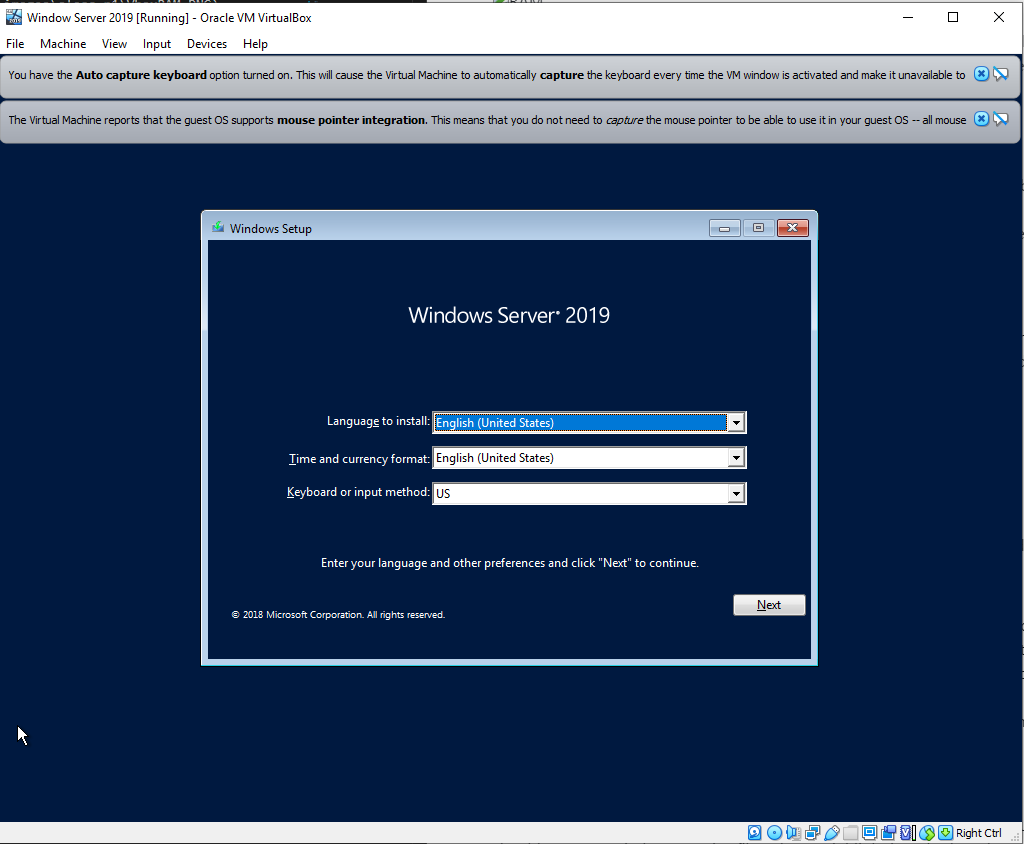 Window Server 2019 [Running] - Oracle VM VirtualBox
File Machine View Input Devices Help
You have the Auto capture keyboard option turned on. This will cause the Virtual Machine to automatically capture the keyboard every time the VM window is activated and make it unavailable to
The Virtual Machine reports that the guest OS supports mouse pointer integration. This means that you do not need to capture the mouse pointer to be able to use it in your guest OS -- all mouse
Windows Setup
Windows Server® 2019
Language to install: English (United States)
Time and currency format: English (United States)
Keyboard or input method: US
Enter your language and other preferences and click "Next" to continue.
Next
© 2018 Microsoft Corporation. All rights reserved.
Right Ctrl